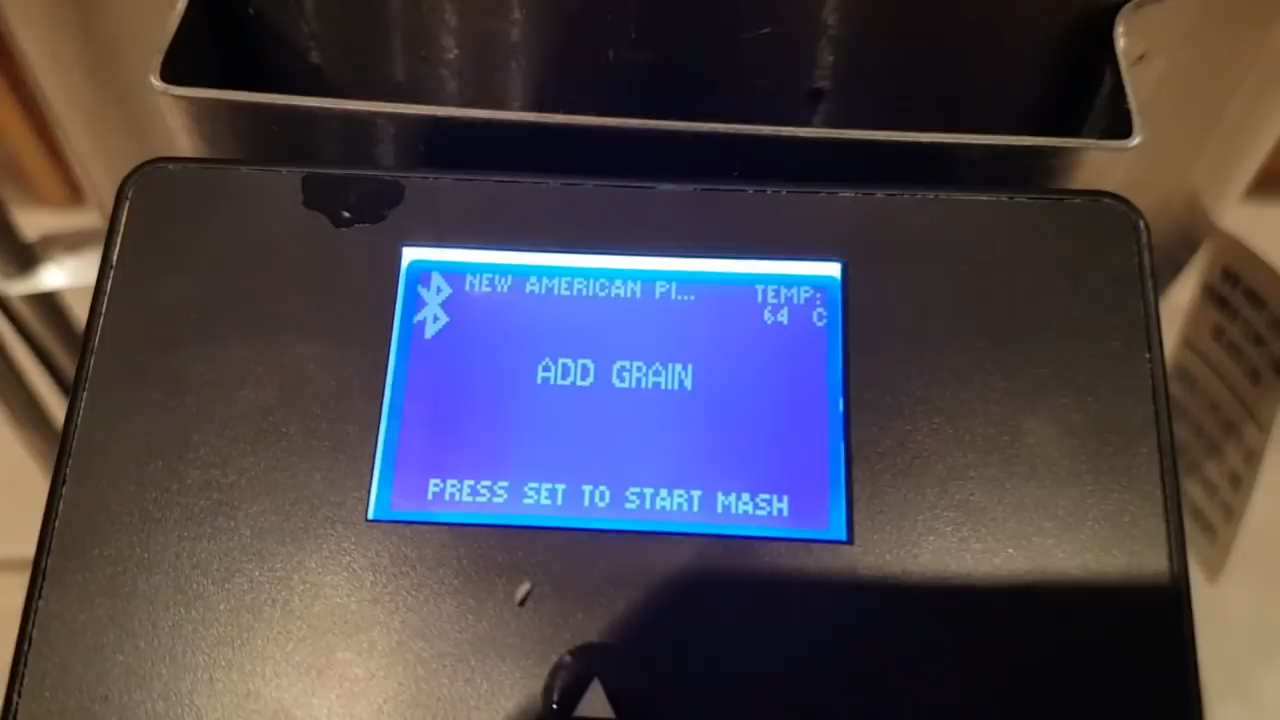 NEW AMERICAN PI...
TEMP:
64 C
ADD GRAIN
PRESS SET TO START MASH